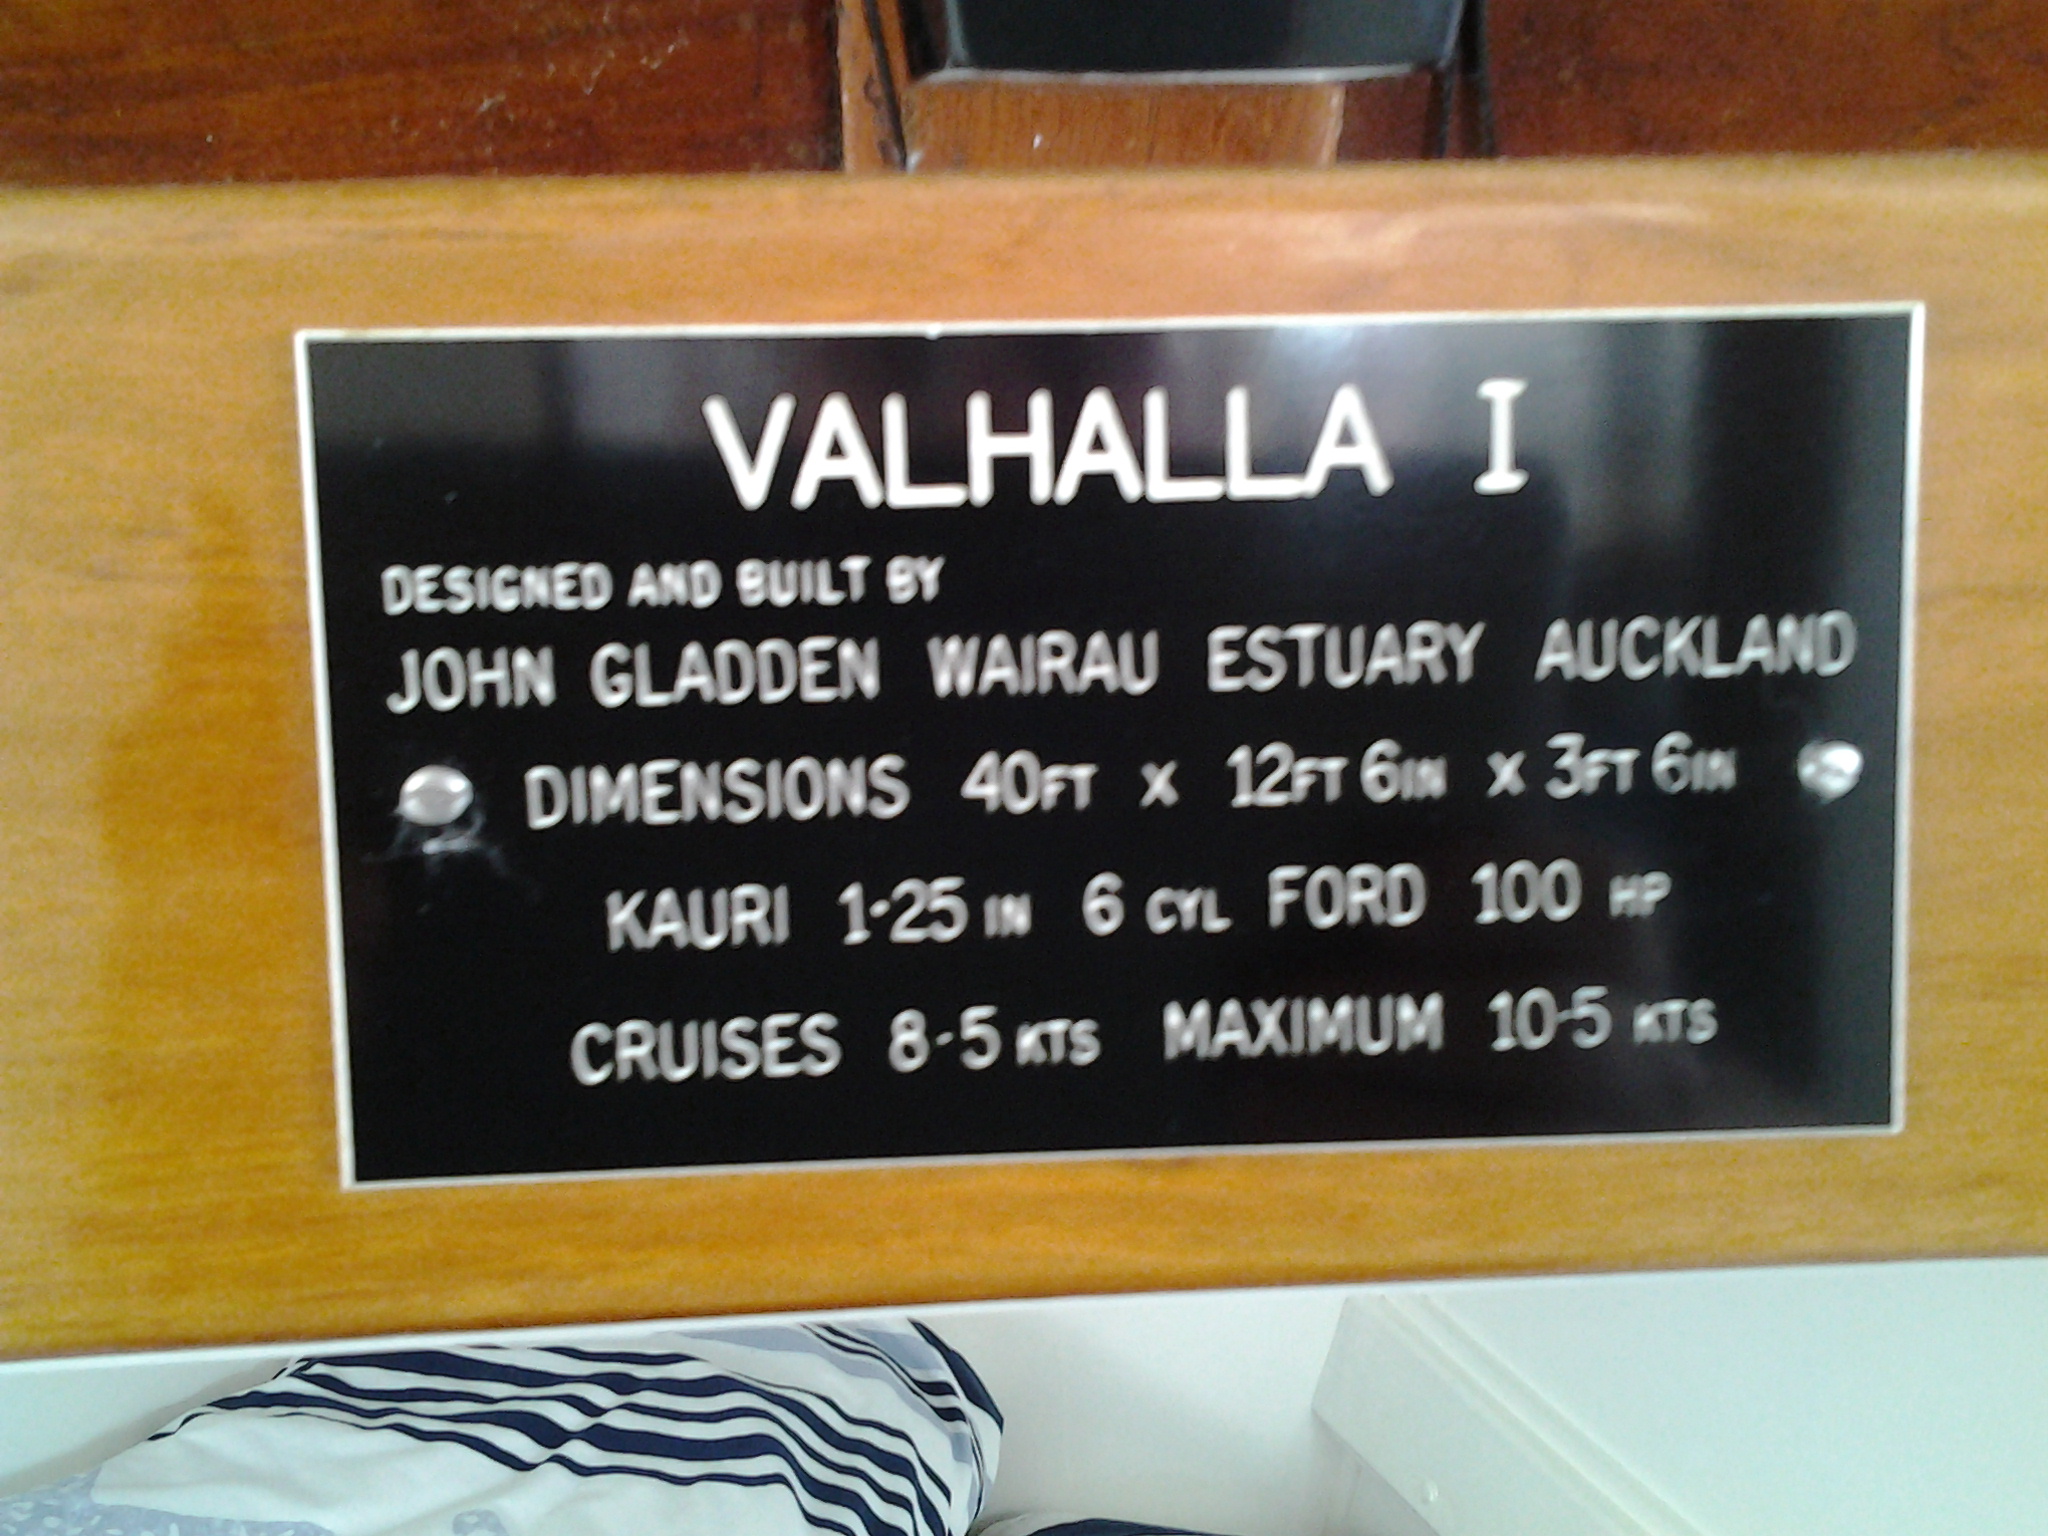 VALHALLA I
DESIGNED AND BUILT BY
JOHN GLADDEN WAIRAU ESTUARY AUCKLAND
DIMENSIONS 40FT X 12FT 6IN X 3FT 6IN
KAURI 1·25 IN 6 CYL FORD 100 HP
CRUISES 8·5 KTS MAXIMUM 10·5 KTS